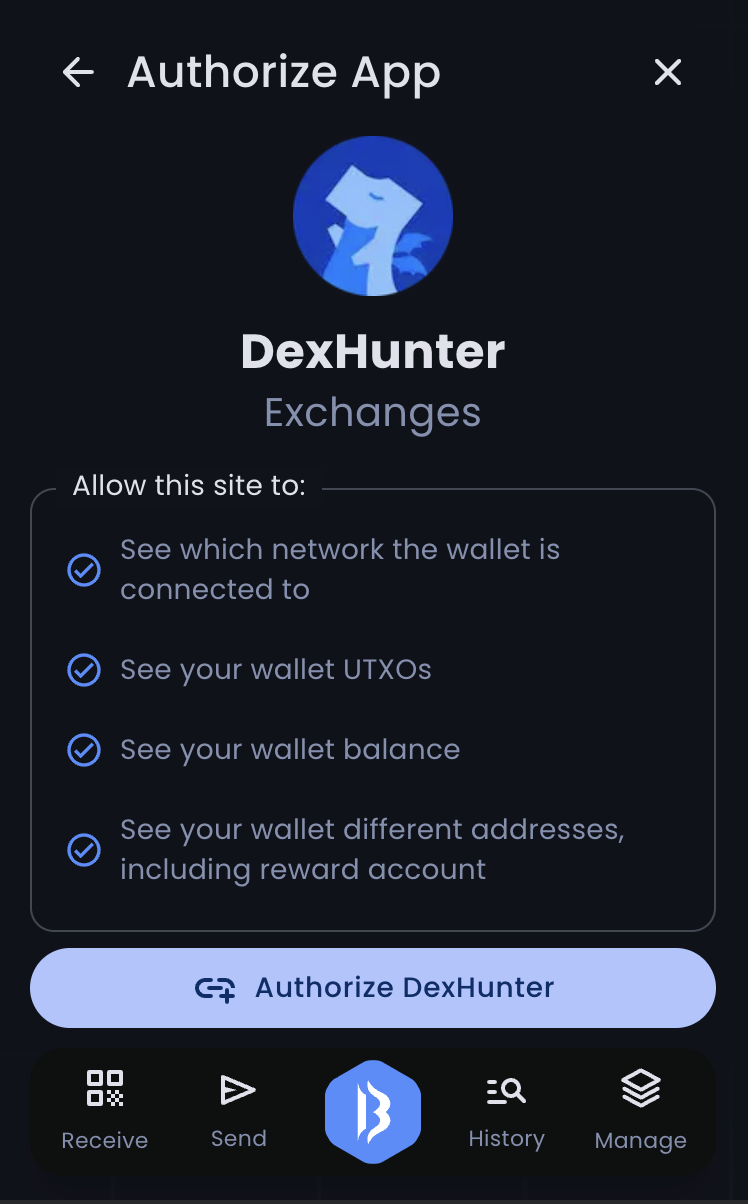 Authorize App
DexHunter
Exchanges
Allow this site to:
See which network the wallet is
connected to
See your wallet UTXOs
See your wallet balance
See your wallet different addresses,
including reward account
Authorize DexHunter
Receive
Send
History
Manage